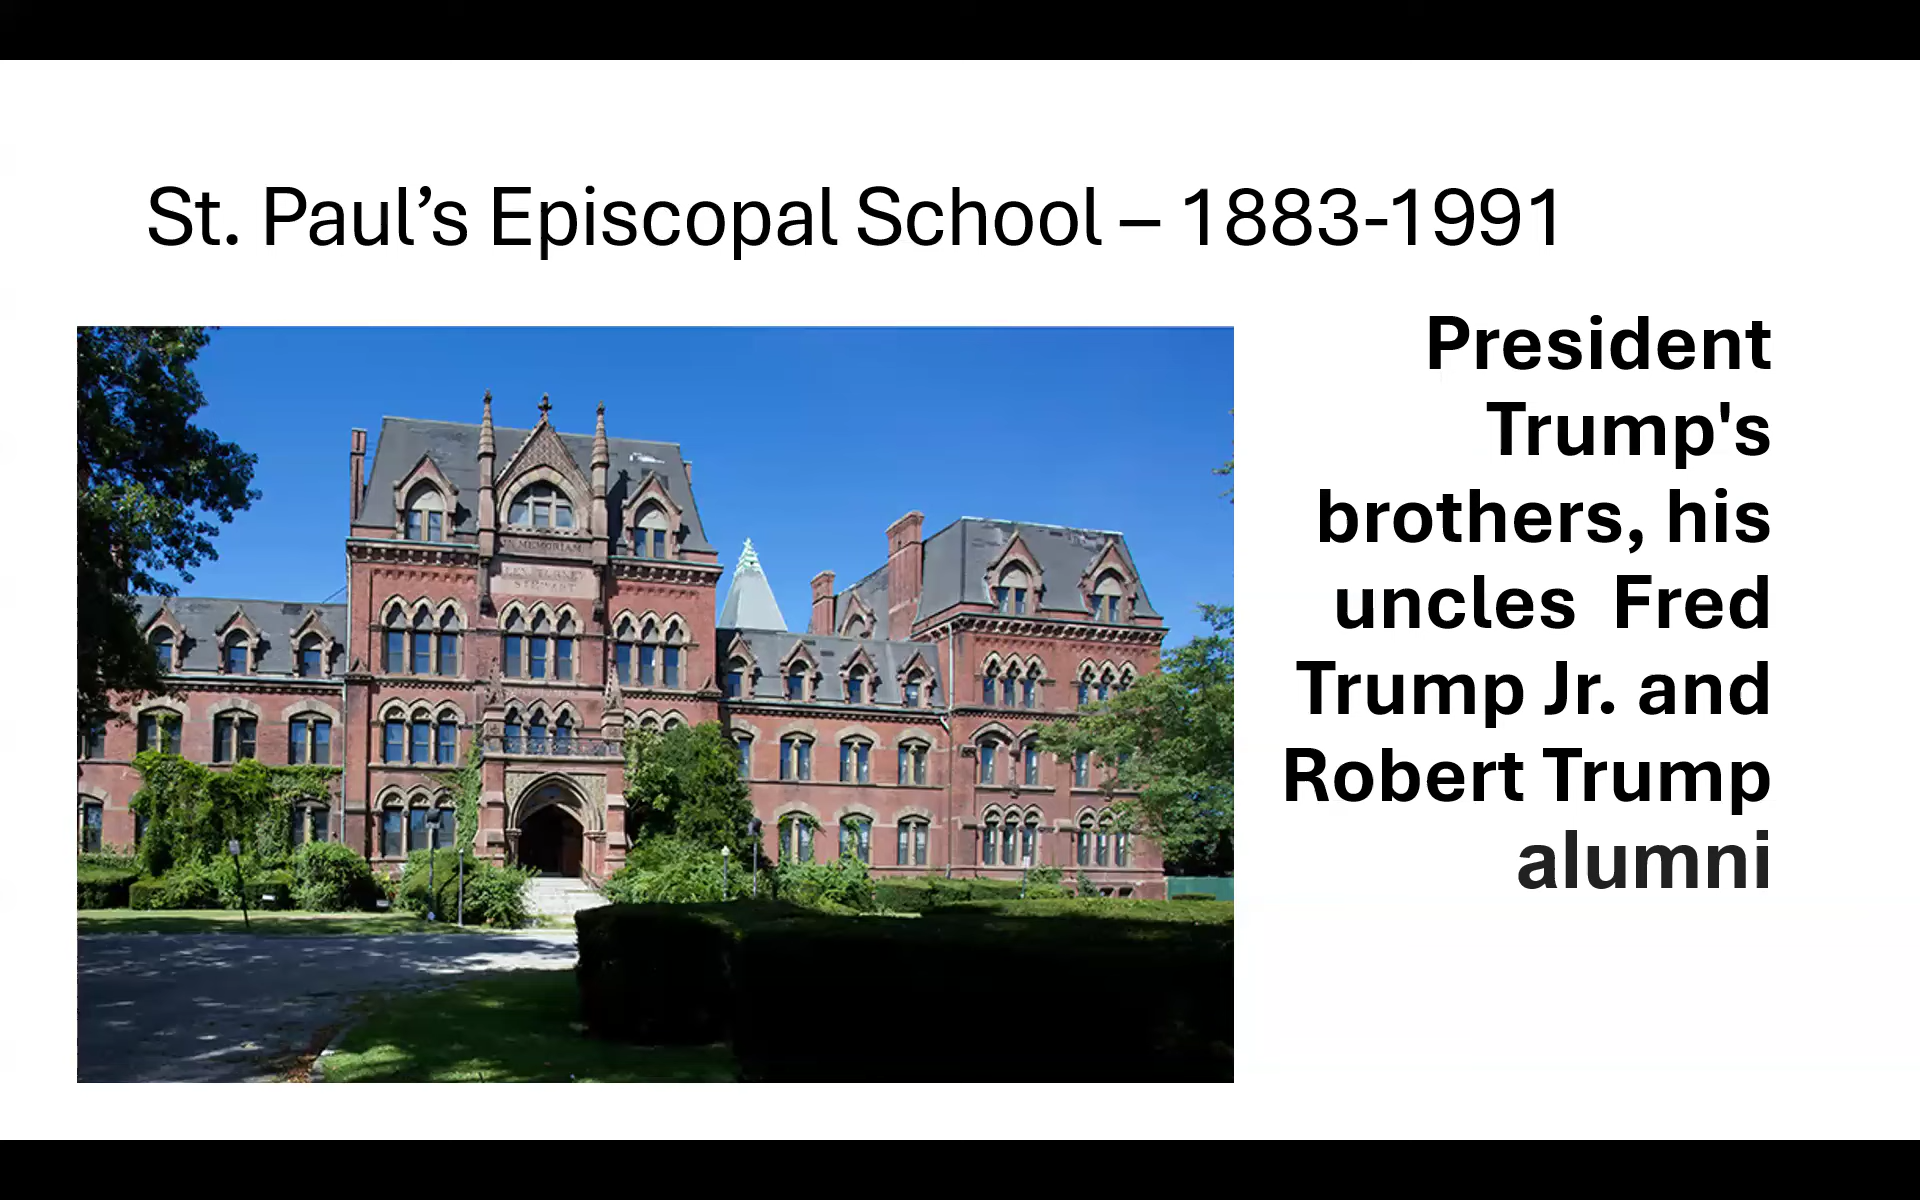 St. Paul’s Episcopal School – 1883-1991
President
Trump's
brothers, his
uncles  Fred
Trump Jr. and
Robert Trump
alumni
IN MEMORIAM
STEWART